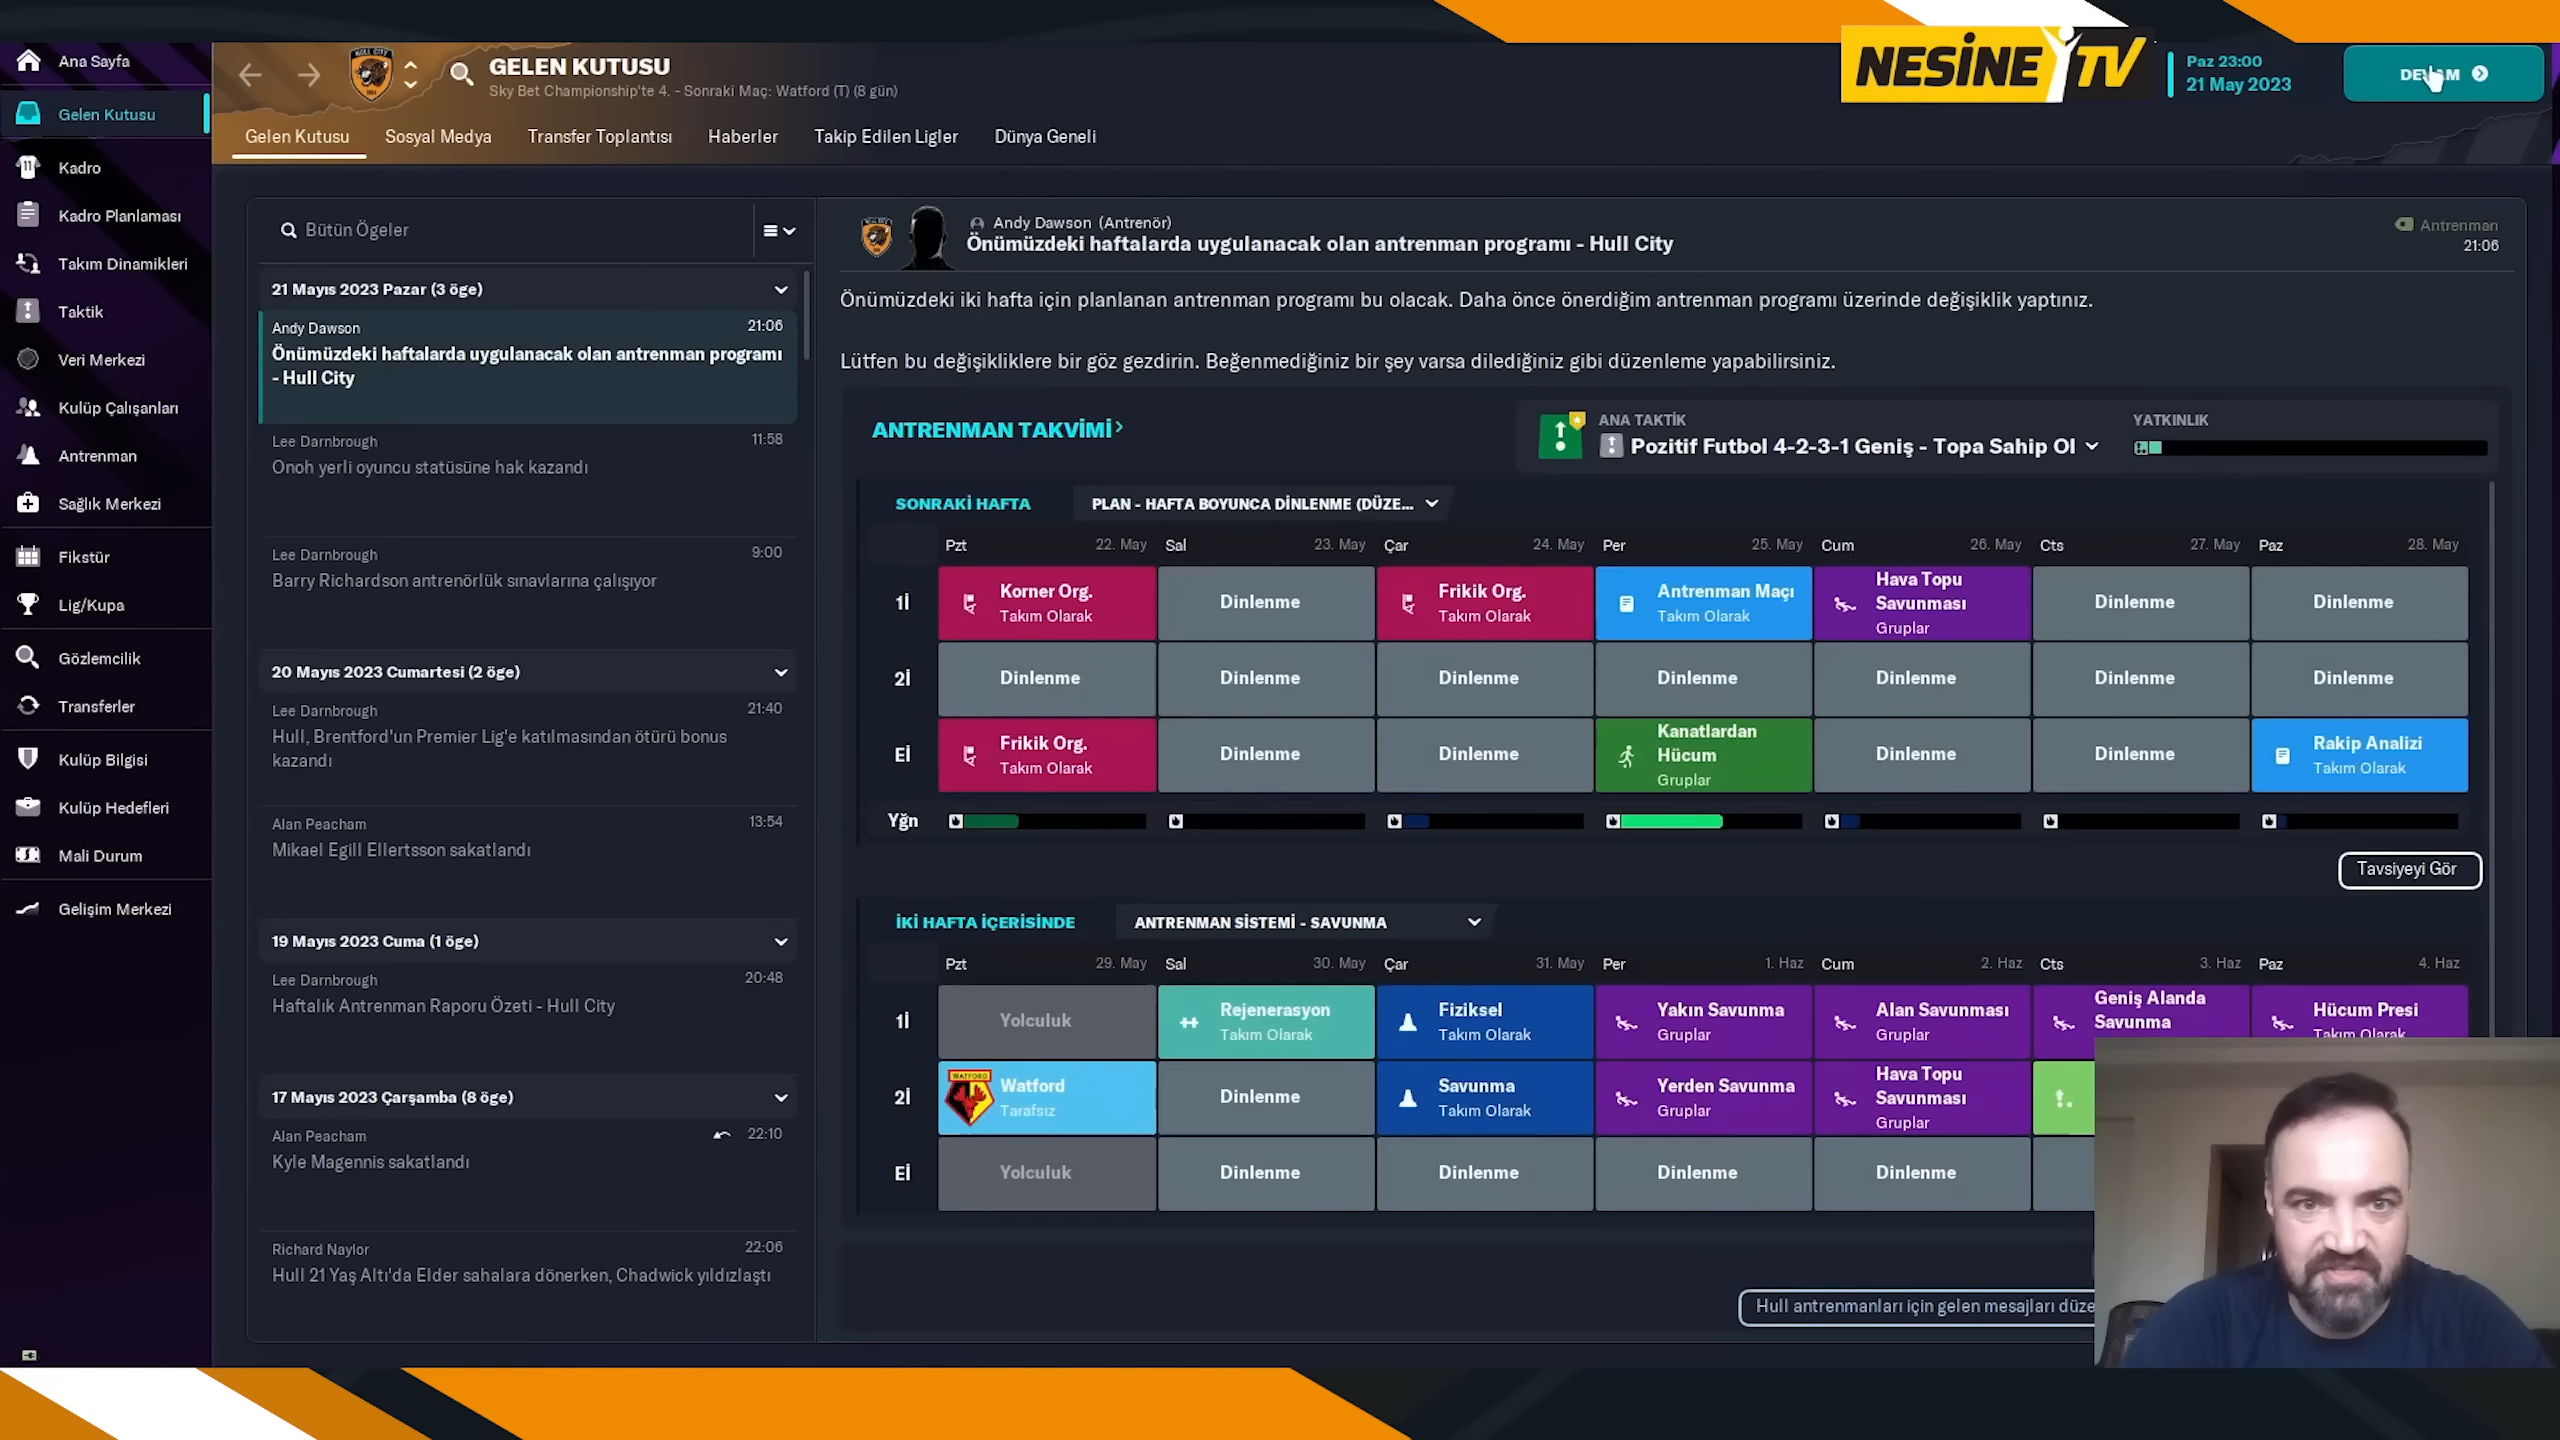 Ana Sayfa
Gelen Kutusu
Kadro
Kadro Planlaması
Takım Dinamikleri
Taktik
Veri Merkezi
Kulüp Çalışanları
Antrenman
Sağlık Merkezi
Fikstür
Lig/Kupa
Gözlemcilik
Transferler
Kulüp Bilgisi
Kulüp Hedefleri
Mali Durum
Gelişim Merkezi
GELEN KUTUSU
Sky Bet Championship'te 4. - Sonraki Maç: Watford (T) (8 gün)
NESİNE TV
Paz 23:00
21 May 2023
Gelen Kutusu Sosyal Medya Transfer Toplantısı Haberler Takip Edilen Ligler Dünya Geneli
Bütün Ögeler
21 Mayıs 2023 Pazar (3 öge)
Andy Dawson 21:06
Önümüzdeki haftalarda uygulanacak olan antrenman programı
- Hull City
Lee Darnbrough 11:58
Onoh yerli oyuncu statüsüne hak kazandı
Lee Darnbrough 9:00
Barry Richardson antrenörlük sınavlarına çalışıyor
20 Mayıs 2023 Cumartesi (2 öge)
Lee Darnbrough 21:40
Hull, Brentford'un Premier Lig'e katılmasından ötürü bonus
kazandı
Alan Peacham 13:54
Mikael Egill Ellertsson sakatlandı
19 Mayıs 2023 Cuma (1 öge)
Lee Darnbrough 20:48
Haftalık Antrenman Raporu Özeti - Hull City
17 Mayıs 2023 Çarşamba (8 öge)
Alan Peacham 22:10
Kyle Magennis sakatlandı
Richard Naylor 22:06
Hull 21 Yaş Altı'da Elder sahalara dönerken, Chadwick yıldızlaştı
Andy Dawson (Antrenör)
Önümüzdeki haftalarda uygulanacak olan antrenman programı - Hull City
Antrenman
21:06
Önümüzdeki iki hafta için planlanan antrenman programı bu olacak. Daha önce önerdiğim antrenman programı üzerinde değişiklik yaptınız.
Lütfen bu değişikliklere bir göz gezdirin. Beğenmediğiniz bir şey varsa dilediğiniz gibi düzenleme yapabilirsiniz.
ANTRENMAN TAKVİMİ
ANA TAKTİK
Pozitif Futbol 4-2-3-1 Geniş - Topa Sahip Ol
YATKINLIK
SONRAKİ HAFTA PLAN - HAFTA BOYUNCA DİNLENME (DÜZE...
Pzt 22. May Sal 23. May Çar 24. May Per 25. May Cum 26. May Cts 27. May Paz 28. May
1İ
Korner Org.
Takım Olarak
Dinlenme
Frikik Org.
Takım Olarak
Antrenman Maçı
Takım Olarak
Hava Topu
Savunması
Gruplar
Dinlenme
Dinlenme
2İ
Dinlenme Dinlenme Dinlenme Dinlenme Dinlenme Dinlenme Dinlenme
Eİ
Frikik Org.
Takım Olarak
Dinlenme
Dinlenme
Kanatlardan
Hücum
Gruplar
Dinlenme
Dinlenme
Rakip Analizi
Takım Olarak
Yğn
Tavsiyeyi Gör
İKİ HAFTA İÇERİSİNDE ANTRENMAN SİSTEMİ - SAVUNMA
Pzt 29. May Sal 30. May Çar 31. May Per 1. Haz Cum 2. Haz Cts 3. Haz Paz 4. Haz
1İ
Yolculuk
Rejenerasyon
Takım Olarak
Fiziksel
Takım Olarak
Yakın Savunma
Gruplar
Alan Savunması
Gruplar
Geniş Alanda
Savunma
Hücum Presi
Takım Olarak
2İ
WATFORD
Watford
Tarafsız
Dinlenme
Savunma
Takım Olarak
Yerden Savunma
Gruplar
Hava Topu
Savunması
Gruplar
Eİ
Yolculuk
Dinlenme
Dinlenme
Dinlenme
Dinlenme
Hull antrenmanları için gelen mesajları düze